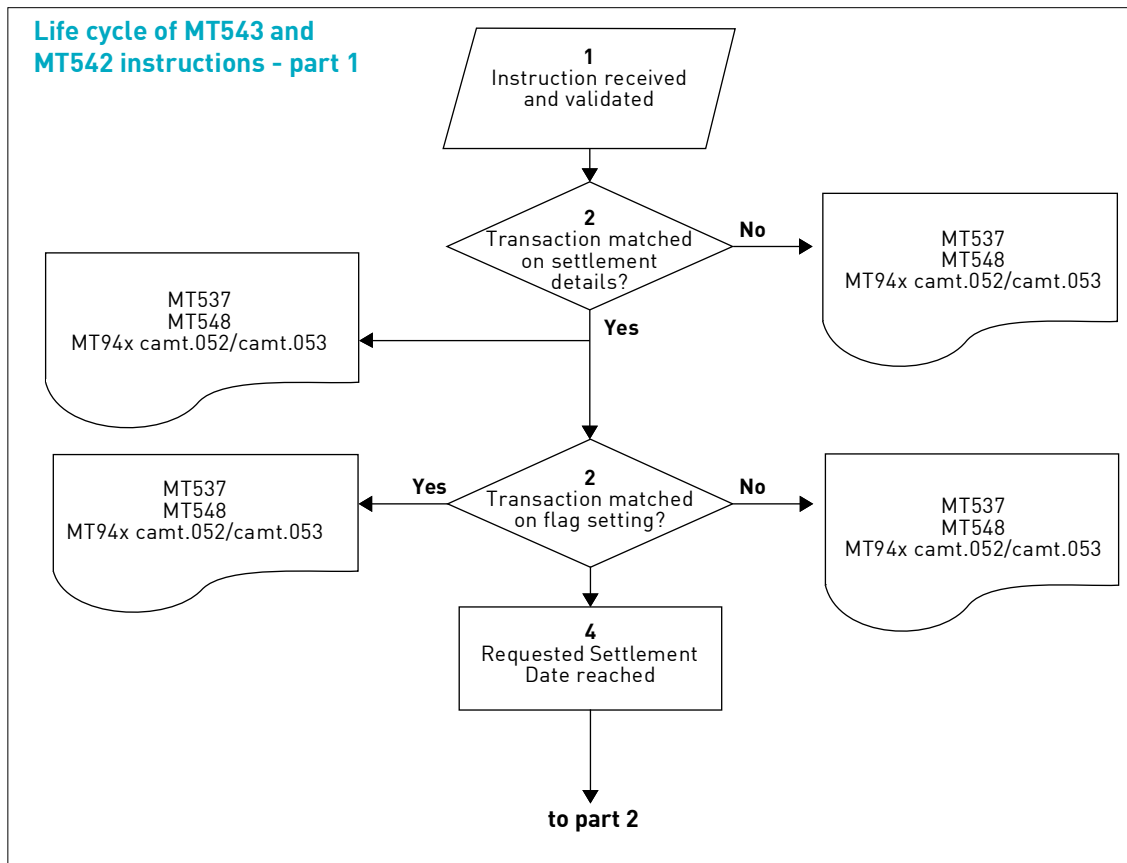 Life cycle of MT543 and
MT542 instructions - part 1
1
Instruction received
and validated
2
Transaction matched
on settlement
details?
No
MT537
MT548
MT94x camt.052/camt.053
Yes
MT537
MT548
MT94x camt.052/camt.053
2
Transaction matched
on flag setting?
Yes
No
MT537
MT548
MT94x camt.052/camt.053
MT537
MT548
MT94x camt.052/camt.053
4
Requested Settlement
Date reached
to part 2